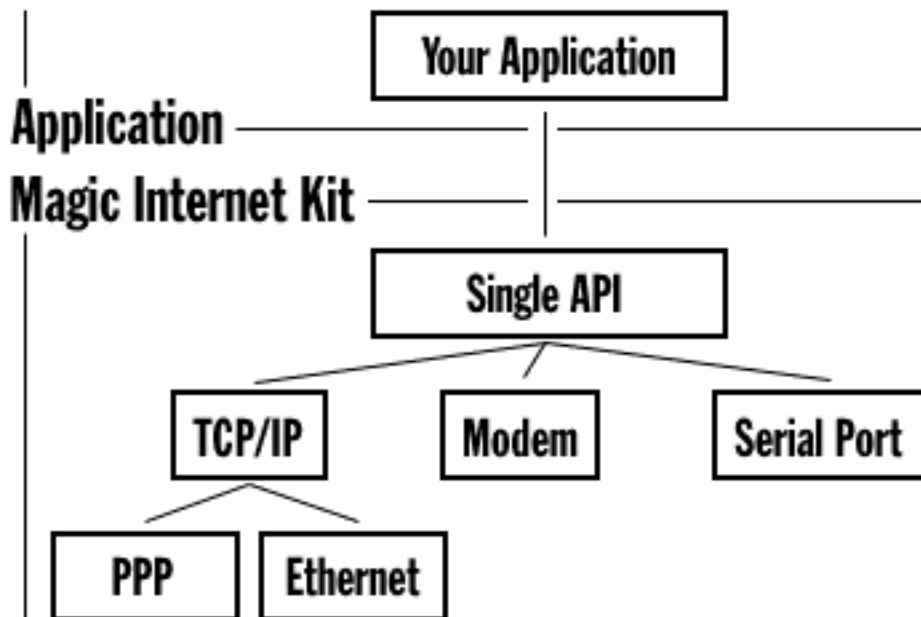 Your Application
Application
Magic Internet Kit
Single API
TCP/IP
Modem
Serial Port
PPP
Ethernet